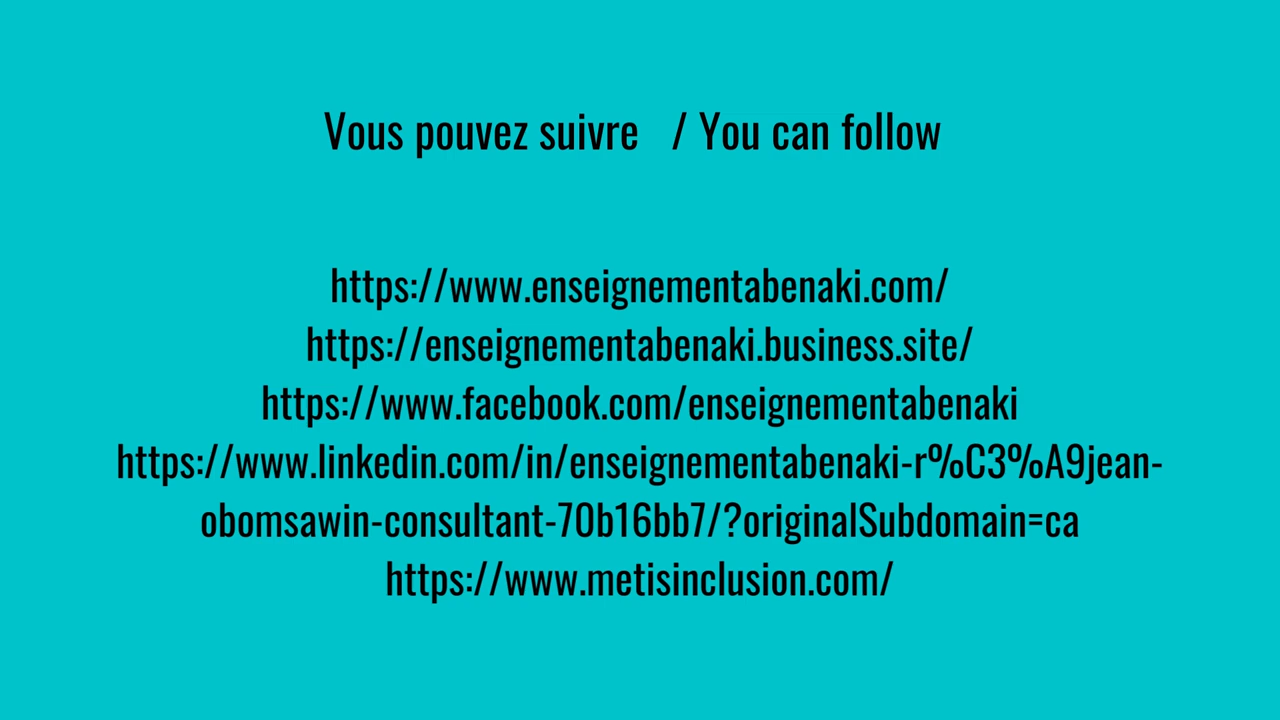 Vous pouvez suivre / You can follow
https://www.enseignementabenaki.com/
https://enseignementabenaki.business.site/
https://www.facebook.com/enseignementabenaki
https://www.linkedin.com/in/enseignementabenaki-r%C3%A9jean-
obomsawin-consultant-70b16bb7/?originalSubdomain=ca
https://www.metisinclusion.com/